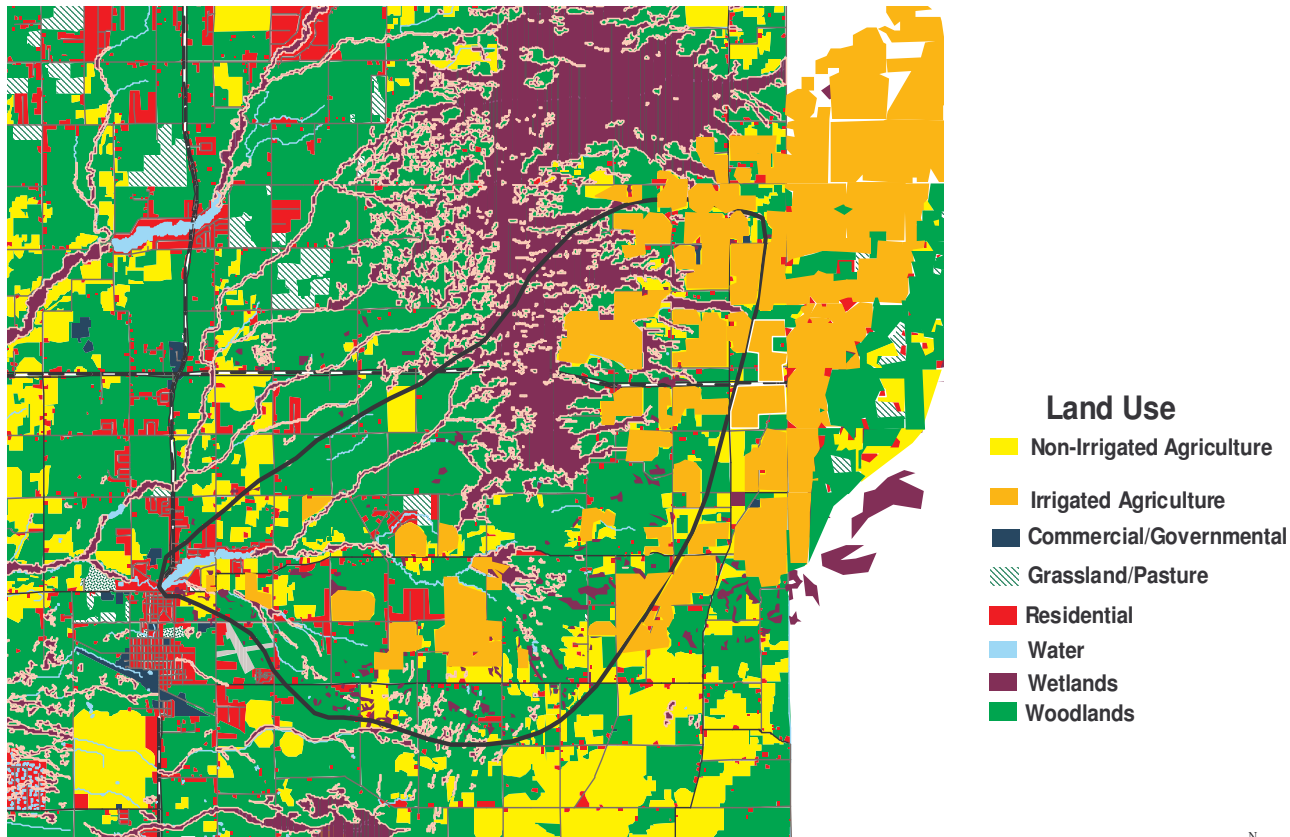 Land Use
Non-Irrigated Agriculture
Irrigated Agriculture
Commercial/Governmental
Grassland/Pasture
Residential
Water
Wetlands
Woodlands
N